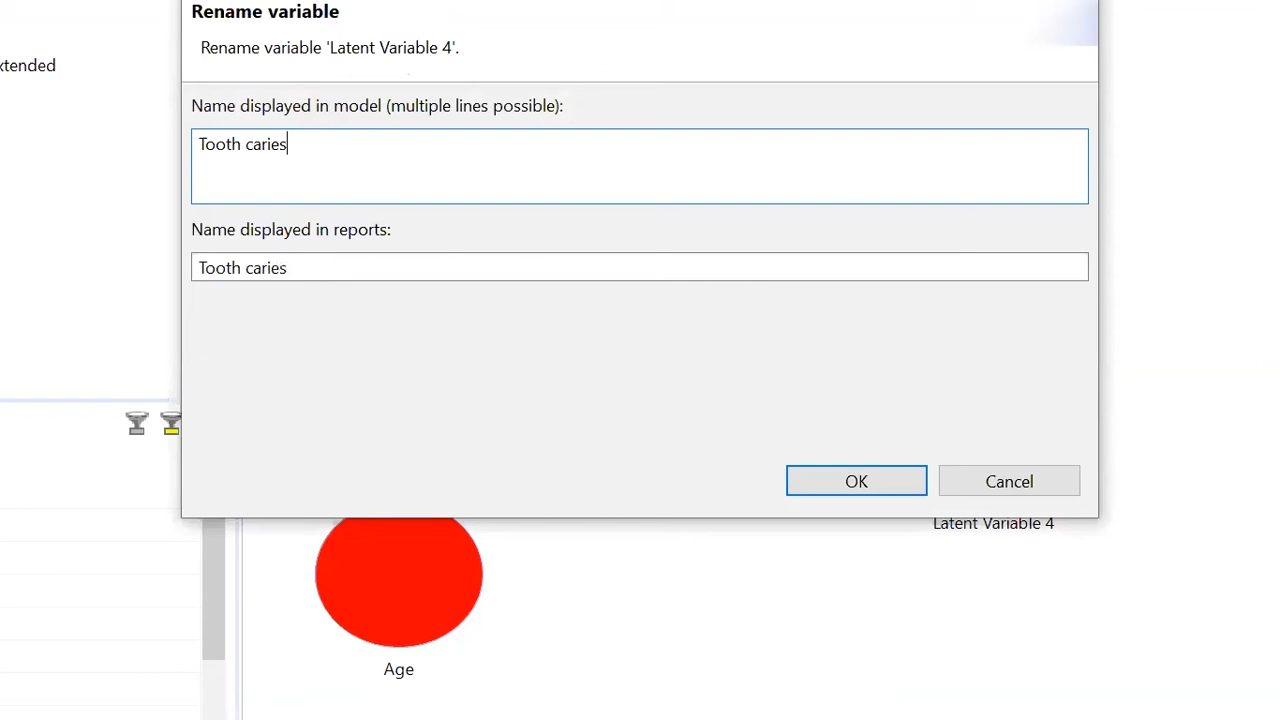 Rename variable
Rename variable 'Latent Variable 4'.
xtended
Name displayed in model (multiple lines possible):
Tooth caries
Name displayed in reports:
Tooth caries
OK
Cancel
Latent Variable 4
Age